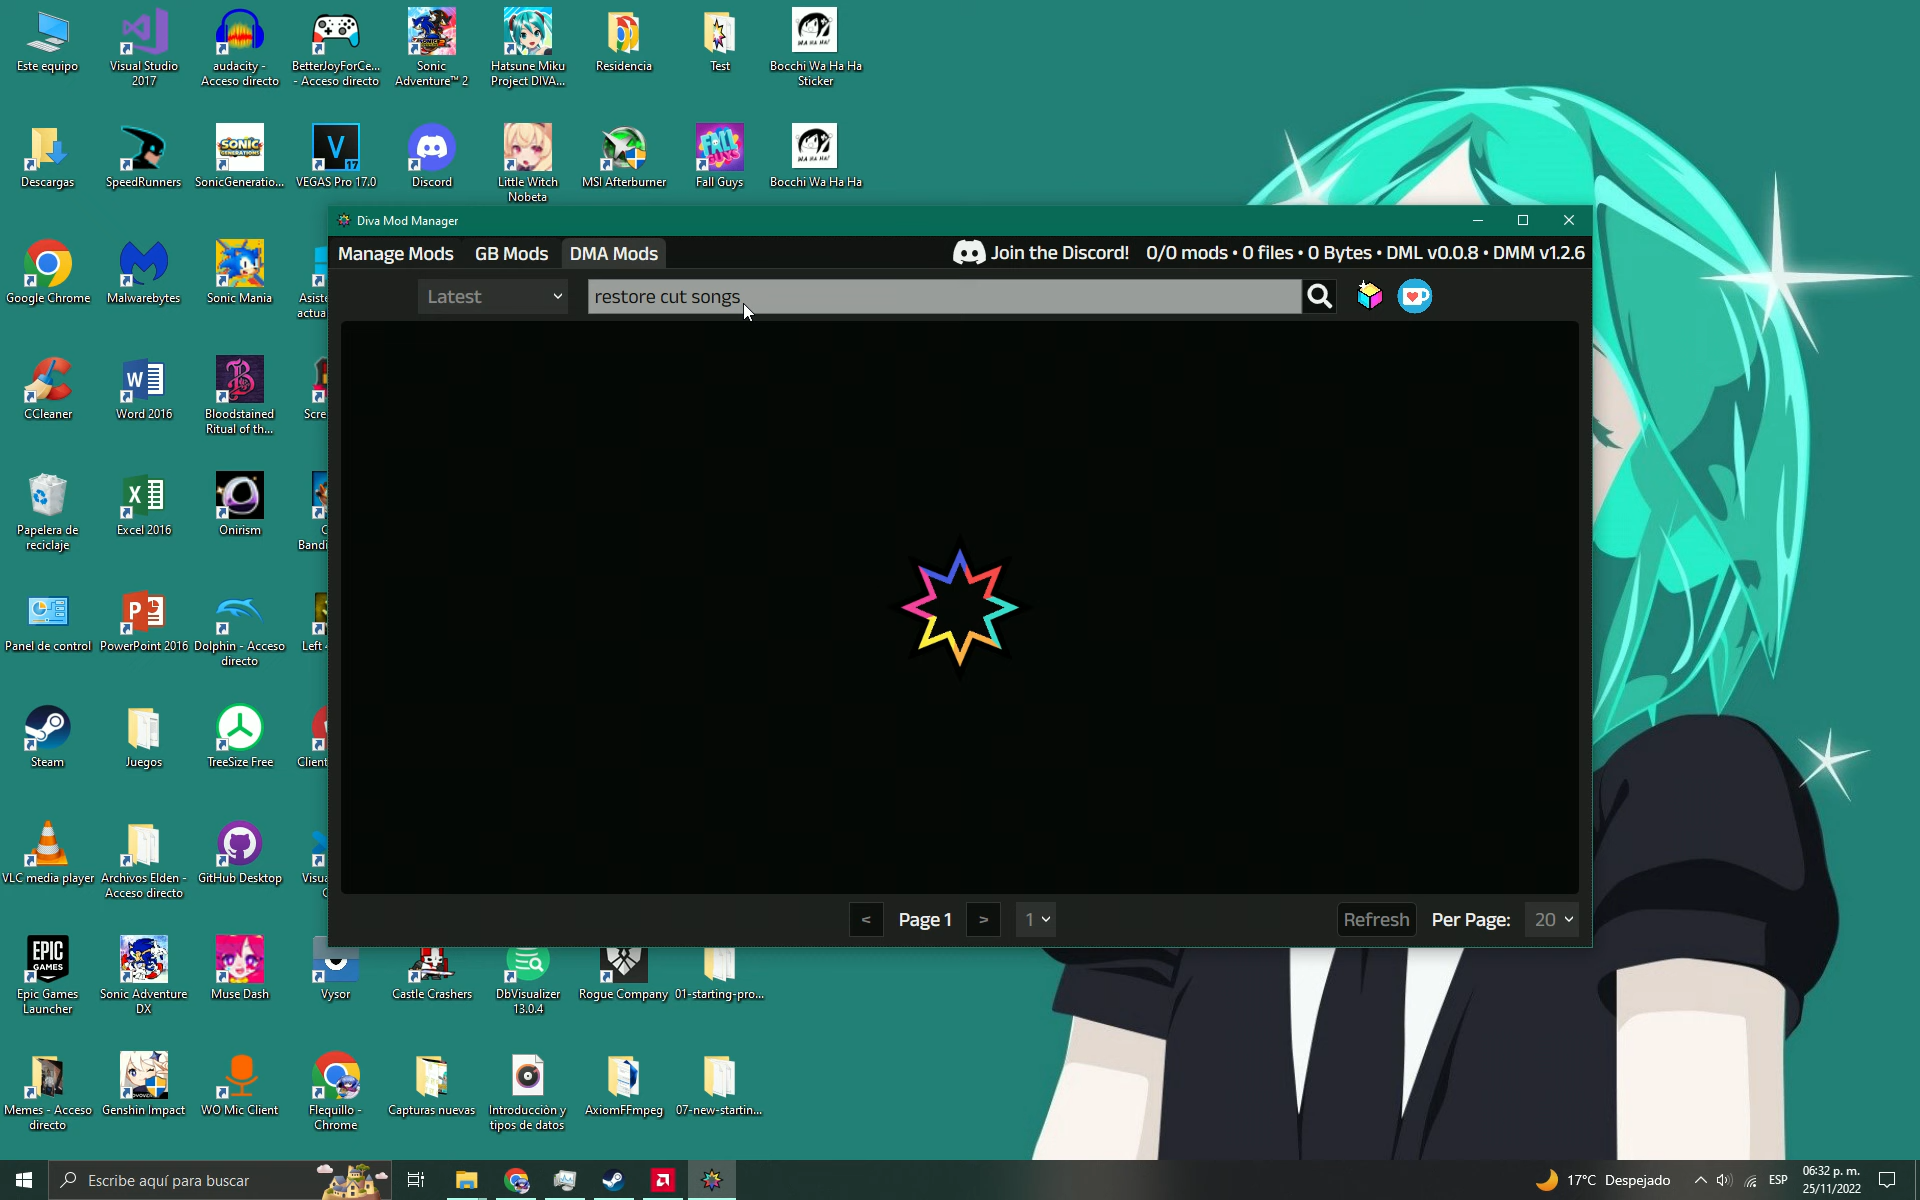 Este equipo
Visual Studio
2017
audacity -
Acceso directo
BetterJoyForCe...
- Acceso directo
Sonic
Adventure™ 2
Hatsune Miku
Project DIVA...
Residencia
Test
Bocchi Wa Ha Ha
Sticker
Descargas
SpeedRunners
SonicGeneratio...
VEGAS Pro 17.0
Discord
Little Witch
Nobeta
MSI Afterburner
Fall Guys
Bocchi Wa Ha Ha
Diva Mod Manager
Manage Mods
GB Mods
DMA Mods
Join the Discord!
0/0 mods • 0 files • 0 Bytes • DML v0.0.8 • DMM v1.2.6
Latest
restore cut songs
Google Chrome
Malwarebytes
Sonic Mania
Asiste
actua
CCleaner
Word 2016
Bloodstained
Ritual of th...
Scre
Papelera de
reciclaje
Excel 2016
Onirism
C
Bandi
Panel de control
PowerPoint 2016
Dolphin - Acceso
directo
Left
Steam
Juegos
TreeSize Free
Client
VLC media player
Archivos Elden -
Acceso directo
GitHub Desktop
Visua
C
<
Page 1
>
1
Refresh
Per Page:
20
Epic Games
Launcher
Sonic Adventure
DX
Muse Dash
Vysor
Castle Crashers
DbVisualizer
13.0.4
Rogue Company
01-starting-pro...
Memes - Acceso
directo
Genshin Impact
WO Mic Client
Flequillo -
Chrome
Capturas nuevas
Introducciòn y
tipos de datos
AxiomFFmpeg
07-new-startin...
Escribe aquí para buscar
17°C Despejado
ESP
06:32 p. m.
25/11/2022